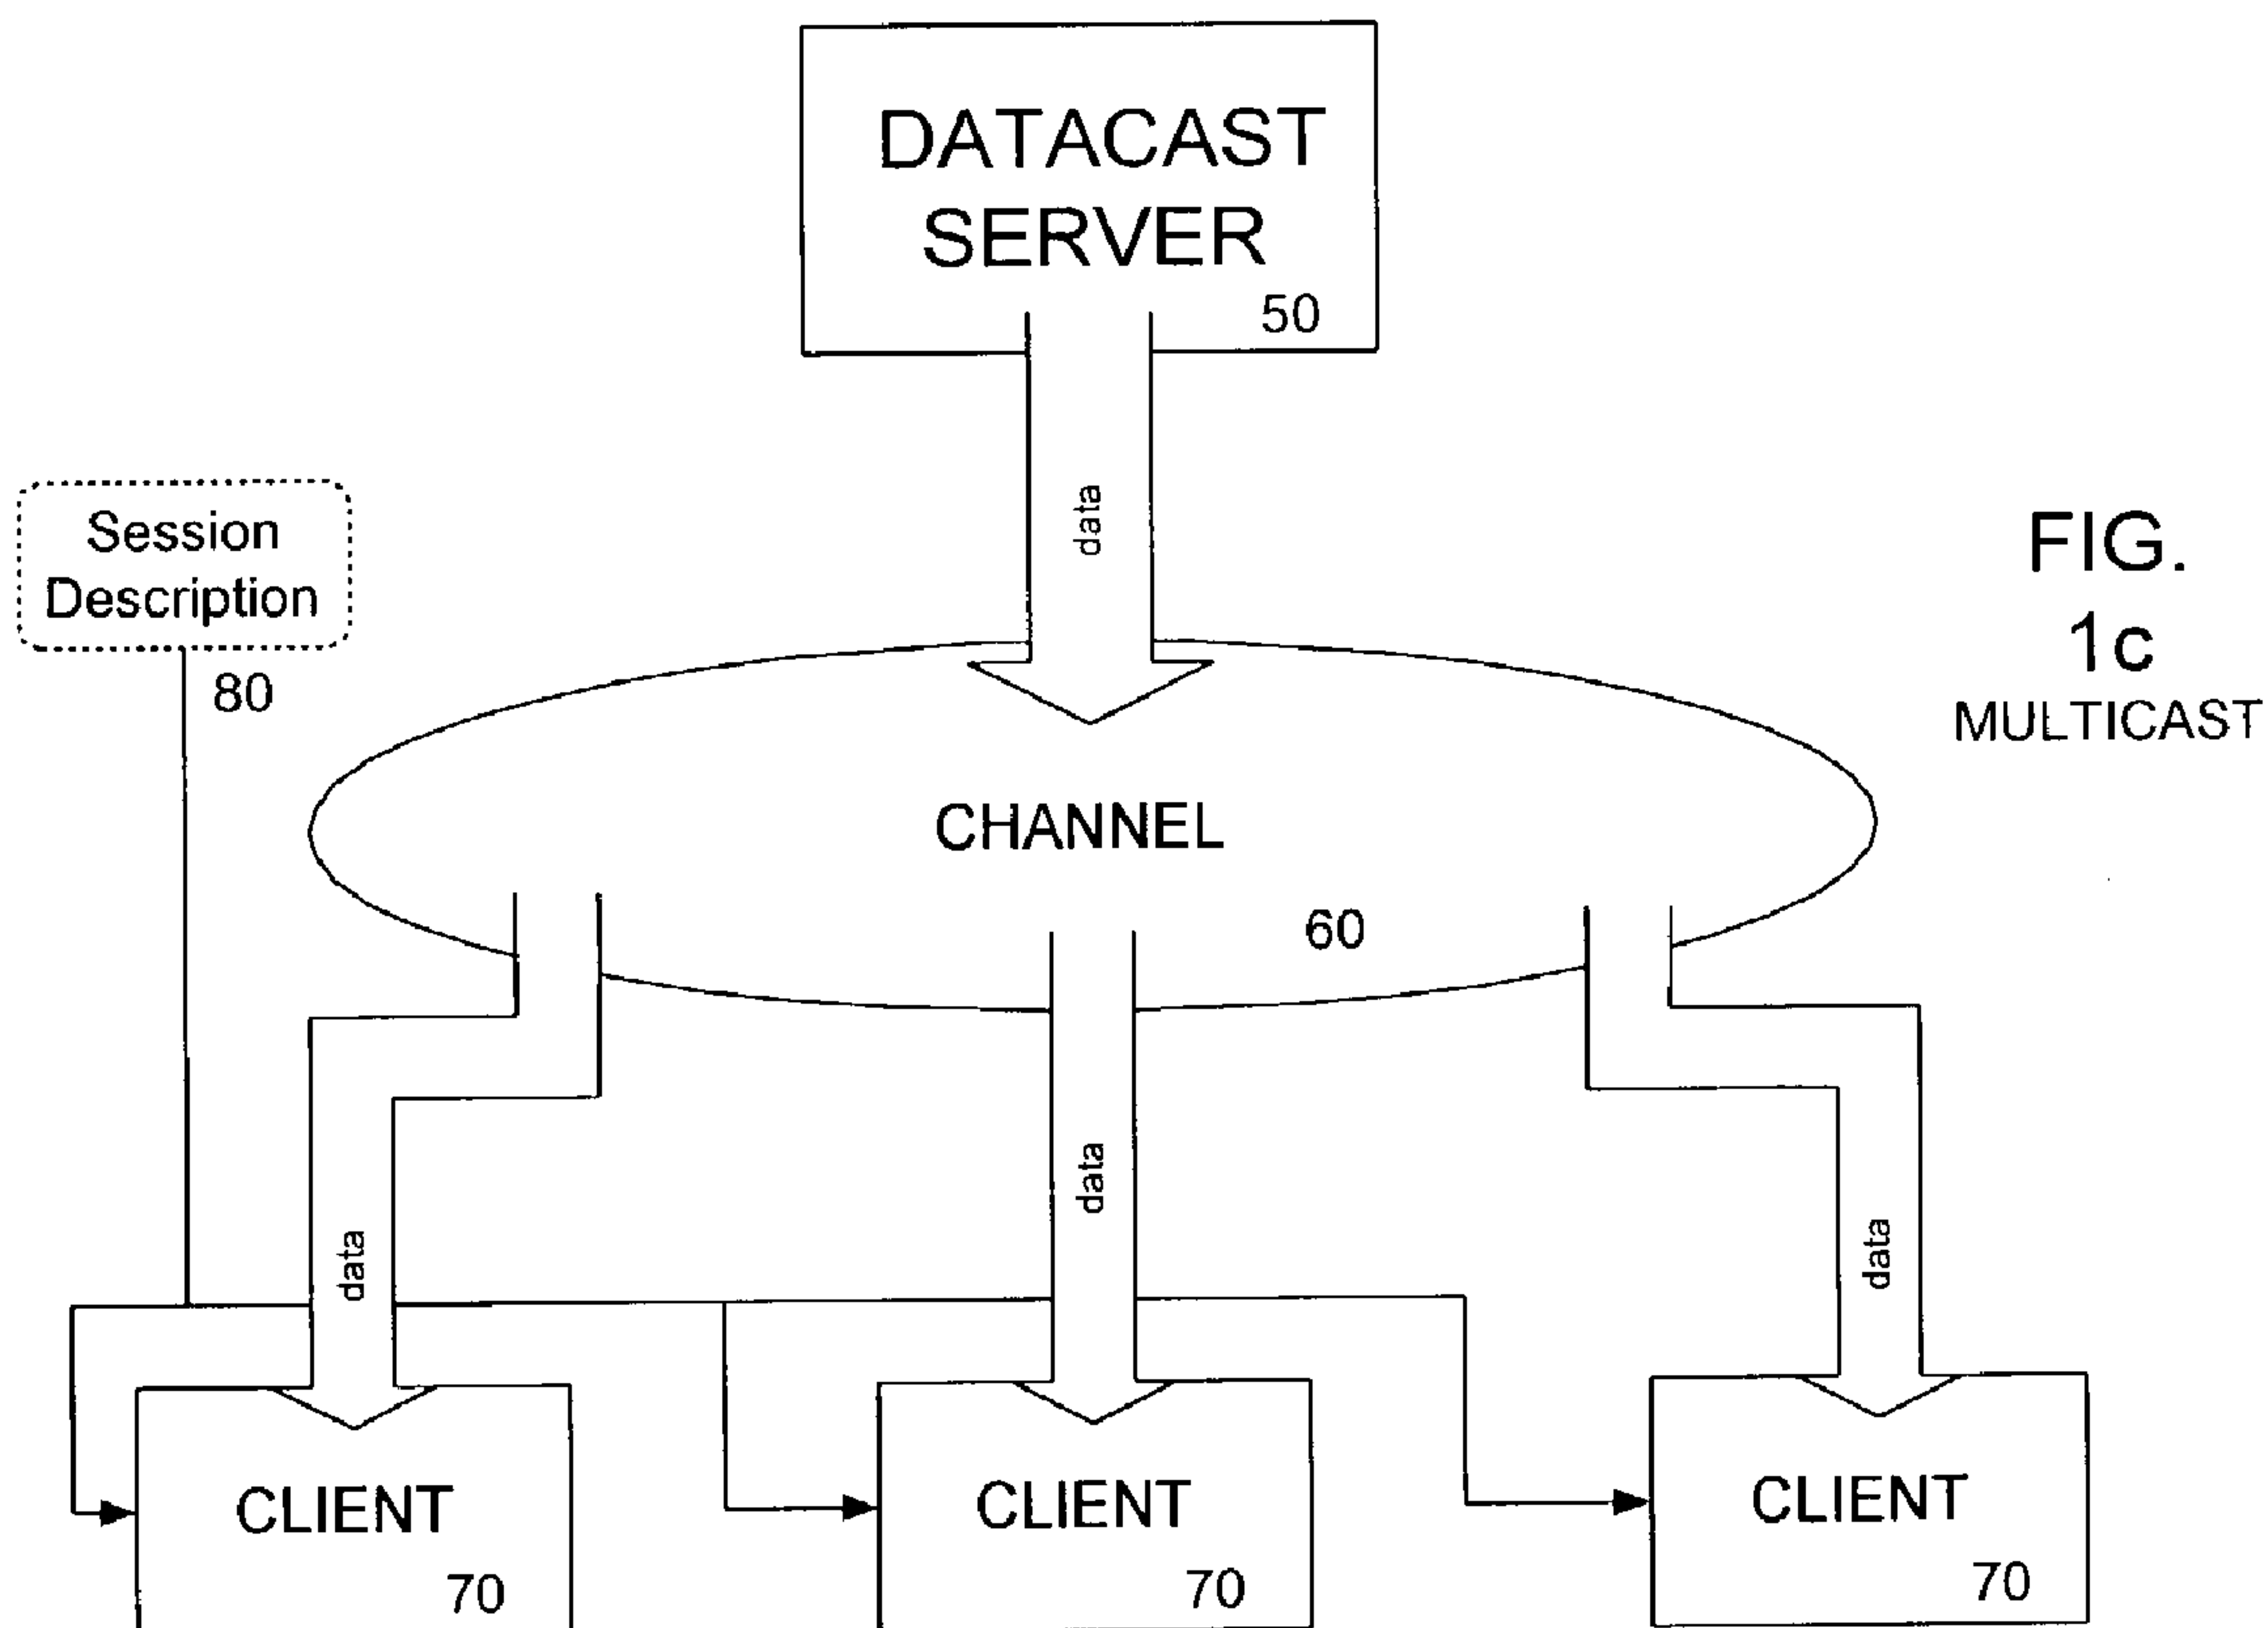 DATACAST
SERVER
50
data
Session
Description
80
FIG.
1c
MULTICAST
CHANNEL
60
data
data
data
CLIENT
70
CLIENT
70
CLIENT
70